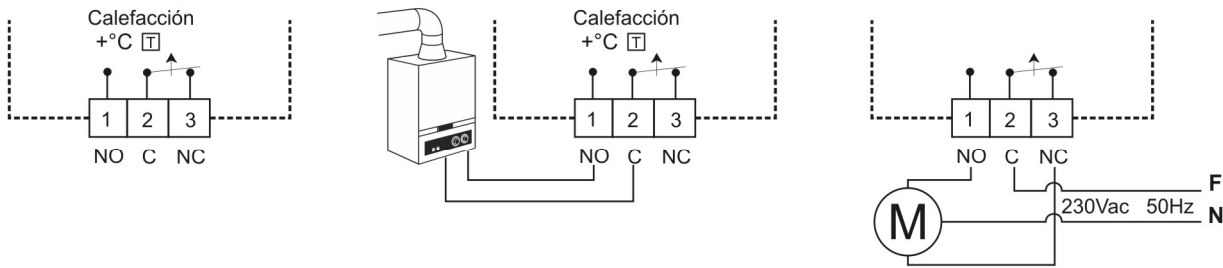 Calefacción
+°C T
1 2 3
NO C NC
Calefacción
+°C T
1 2 3
NO C NC
1 2 3
NO C NC
M
F
230Vac 50Hz
N